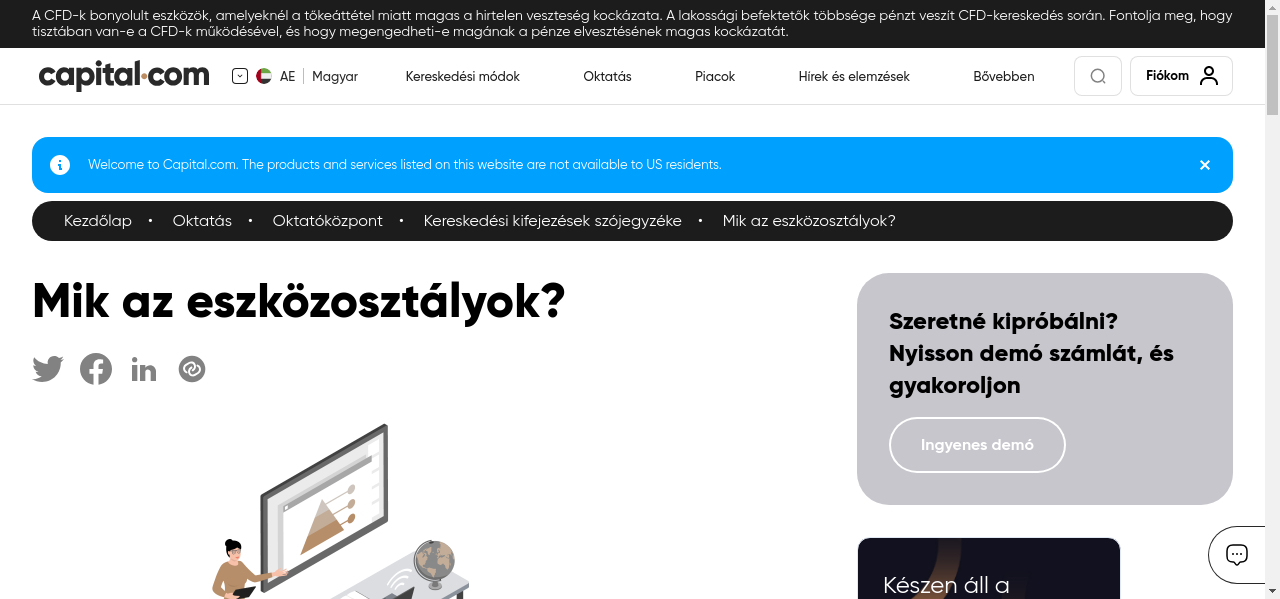 A CFD-k bonyolult eszközök, amelyeknél a tőkeáttétel miatt magas a hirtelen veszteség kockázata. A lakossági befektetők többsége pénzt veszít CFD-kereskedés során. Fontolja meg, hogy
tisztában van-e a CFD-k működésével, és hogy megengedheti-e magának a pénze elvesztésének magas kockázatát.
capital.com AE Magyar Kereskedési módok Oktatás Piacok Hírek és elemzések Bővebben Fiókom
Welcome to Capital.com. The products and services listed on this website are not available to US residents.
Kezdőlap • Oktatás • Oktatóközpont • Kereskedési kifejezések szójegyzéke • Mik az eszközosztályok?
Mik az eszközosztályok?
Szeretné kipróbálni?
Nyisson demó számlát, és
gyakoroljon
Ingyenes demó
Készen áll a